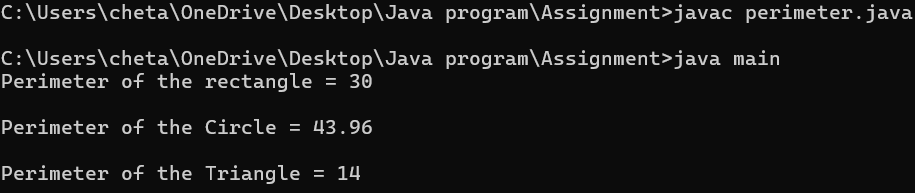 C:\Users\cheta\OneDrive\Desktop\Java program\Assignment>javac perimeter.java
C:\Users\cheta\OneDrive\Desktop\Java program\Assignment>java main
Perimeter of the rectangle = 30
Perimeter of the Circle = 43.96
Perimeter of the Triangle = 14